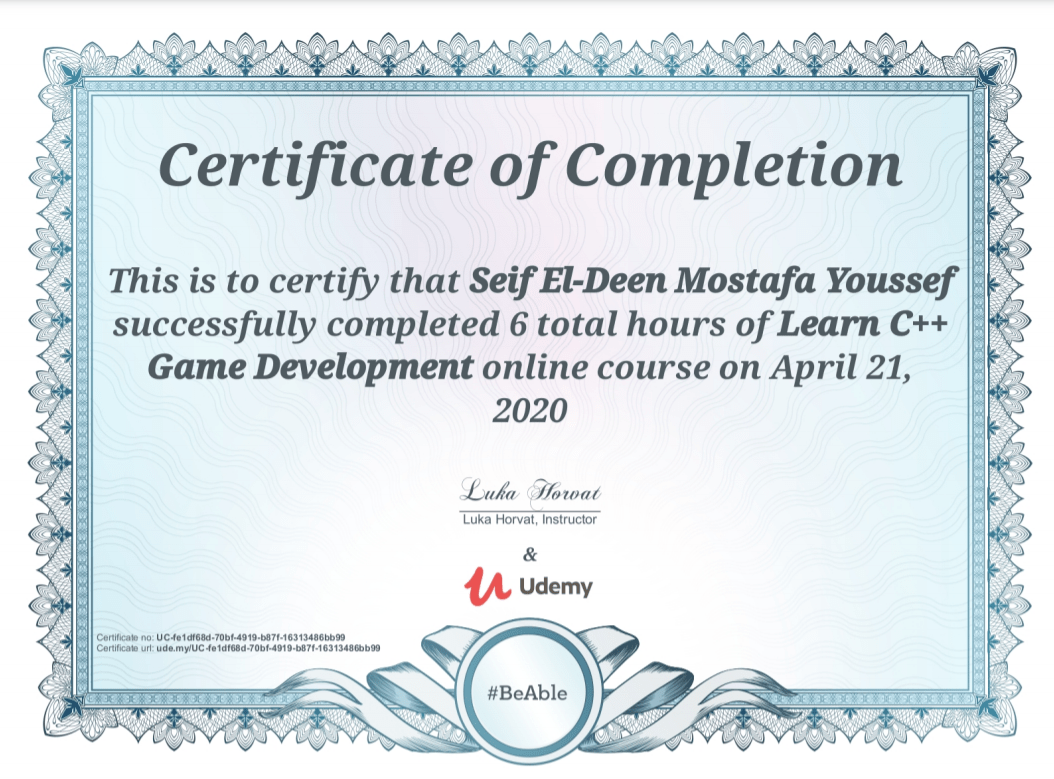 Certificate of Completion
This is to certify that Seif El-Deen Mostafa Youssef
successfully completed 6 total hours of Learn C++
Game Development online course on April 21,
2020
Luka Horvat
Luka Horvat, Instructor
&
Udemy
Certificate no: UC-fe1df68d-70bf-4919-b87f-16313486bb99
Certificate url: ude.my/UC-fe1df68d-70bf-4919-b87f-16313486bb99
#BeAble